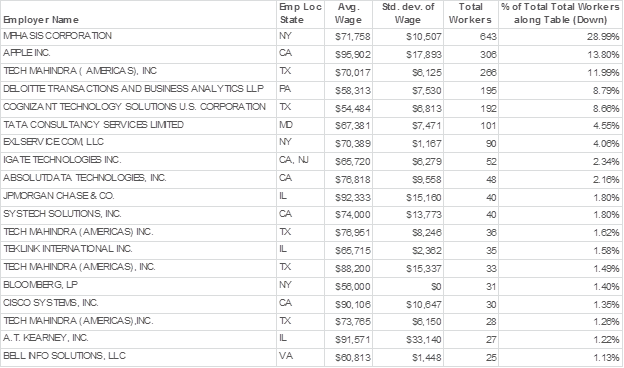 Employer Name Emp Loc State Avg. Wage Std. dev. of Wage Total Workers % of Total Total Workers along Table (Down)
MPHASIS CORPORATION NY $71,758 $10,507 643 28.99%
APPLE INC. CA $95,902 $17,893 306 13.80%
TECH MAHINDRA ( AMERICAS), INC TX $70,017 $6,125 266 11.99%
DELOITTE TRANSACTIONS AND BUSINESS ANALYTICS LLP PA $58,313 $7,530 195 8.79%
COGNIZANT TECHNOLOGY SOLUTIONS U.S. CORPORATION TX $54,484 $6,813 192 8.66%
TATA CONSULTANCY SERVICES LIMITED MD $67,381 $7,471 101 4.55%
EXLSERVICE.COM, LLC NY $70,389 $1,167 90 4.06%
IGATE TECHNOLOGIES INC. CA, NJ $65,720 $6,279 52 2.34%
ABSOLUTDATA TECHNOLOGIES, INC. CA $76,818 $9,558 48 2.16%
JPMORGAN CHASE & CO. IL $92,333 $15,160 40 1.80%
SYSTECH SOLUTIONS, INC. CA $74,000 $13,773 40 1.80%
TECH MAHINDRA (AMERICAS) INC. TX $76,951 $8,246 36 1.62%
TEKLINK INTERNATIONAL INC. IL $65,715 $2,362 35 1.58%
TECH MAHINDRA (AMERICAS), INC. TX $88,200 $15,337 33 1.49%
BLOOMBERG, LP NY $56,000 $0 31 1.40%
CISCO SYSTEMS, INC. CA $90,106 $10,647 30 1.35%
TECH MAHINDRA (AMERICAS),INC. TX $73,765 $6,150 28 1.26%
A. T. KEARNEY, INC. IL $91,571 $33,140 27 1.22%
BELL INFO SOLUTIONS, LLC VA $60,813 $1,448 25 1.13%